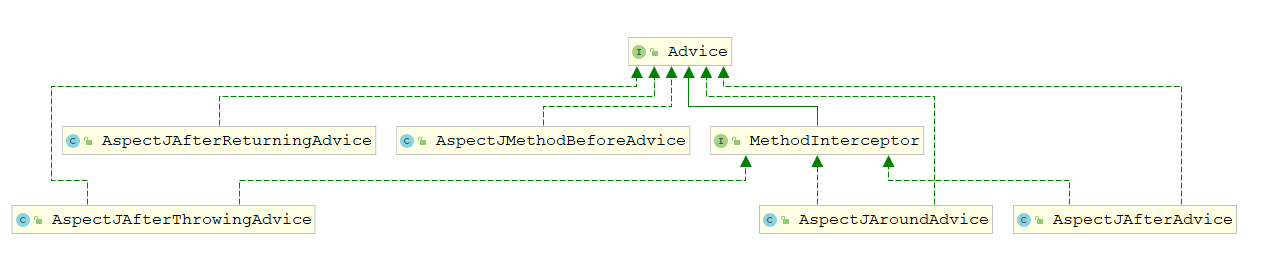 I Advice
C AspectJAfterReturningAdvice
C AspectJMethodBeforeAdvice
I MethodInterceptor
C AspectJAfterThrowingAdvice
C AspectJAroundAdvice
C AspectJAfterAdvice